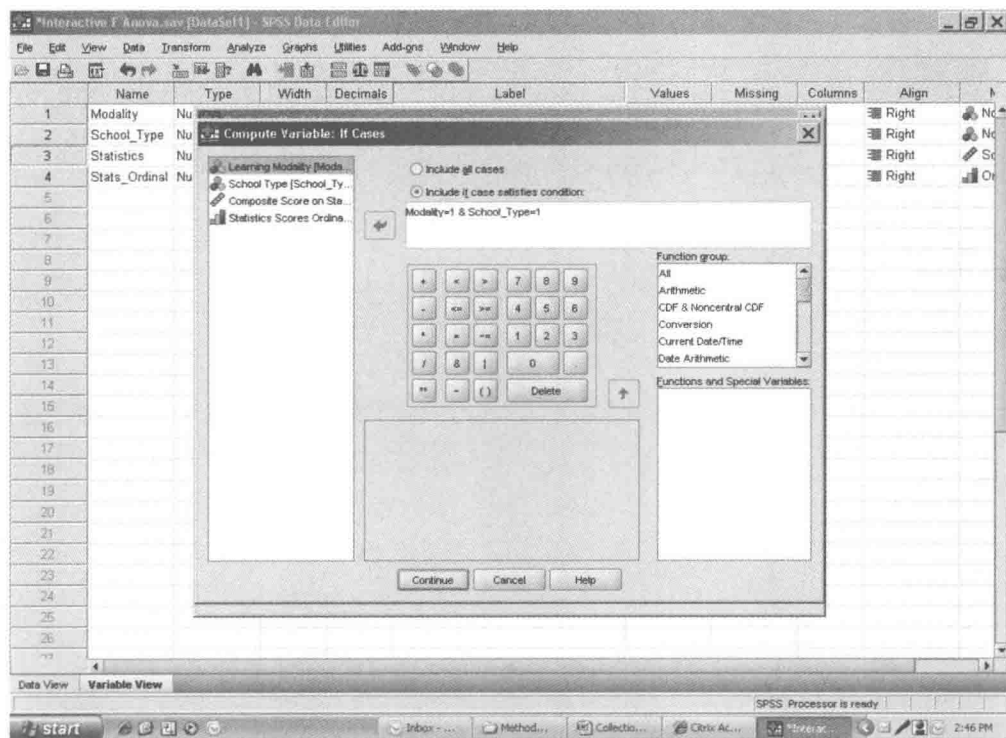 *Interactive F Anova.sav [DataSet1] - SPSS Data Editor
File Edit View Data Transform Analyze Graphs Utilities Add-ons Window Help
Name Type Width Decimals Label Values Missing Columns Align
1 Modality Nu Right No
2 School_Type Nu Right No
3 Statistics Nu Right Sc
4 Stats_Ordinal Nu Right Or
5
6
7
8
9
10
11
12
13
14
15
16
17
18
19
20
21
22
23
24
25
26
27
Compute Variable: If Cases
Learning Modality [Moda...
School Type [School_Ty...
Composite Score on Sta...
Statistics Scores Ordina...
Include all cases
Include if case satisfies condition:
Modality=1 & School_Type=1
+ < > 7 8 9
- <= >= 4 5 6
* = ~= 1 2 3
/ & | 0 .
** ~ ( ) Delete
Function group:
All
Arithmetic
CDF & Noncentral CDF
Conversion
Current Date/Time
Date Arithmetic
Functions and Special Variables:
Continue Cancel Help
Data View Variable View
SPSS Processor is ready
start Inbox - ... Method... Collectio... Citrix Ac... *Interac... 2:46 PM